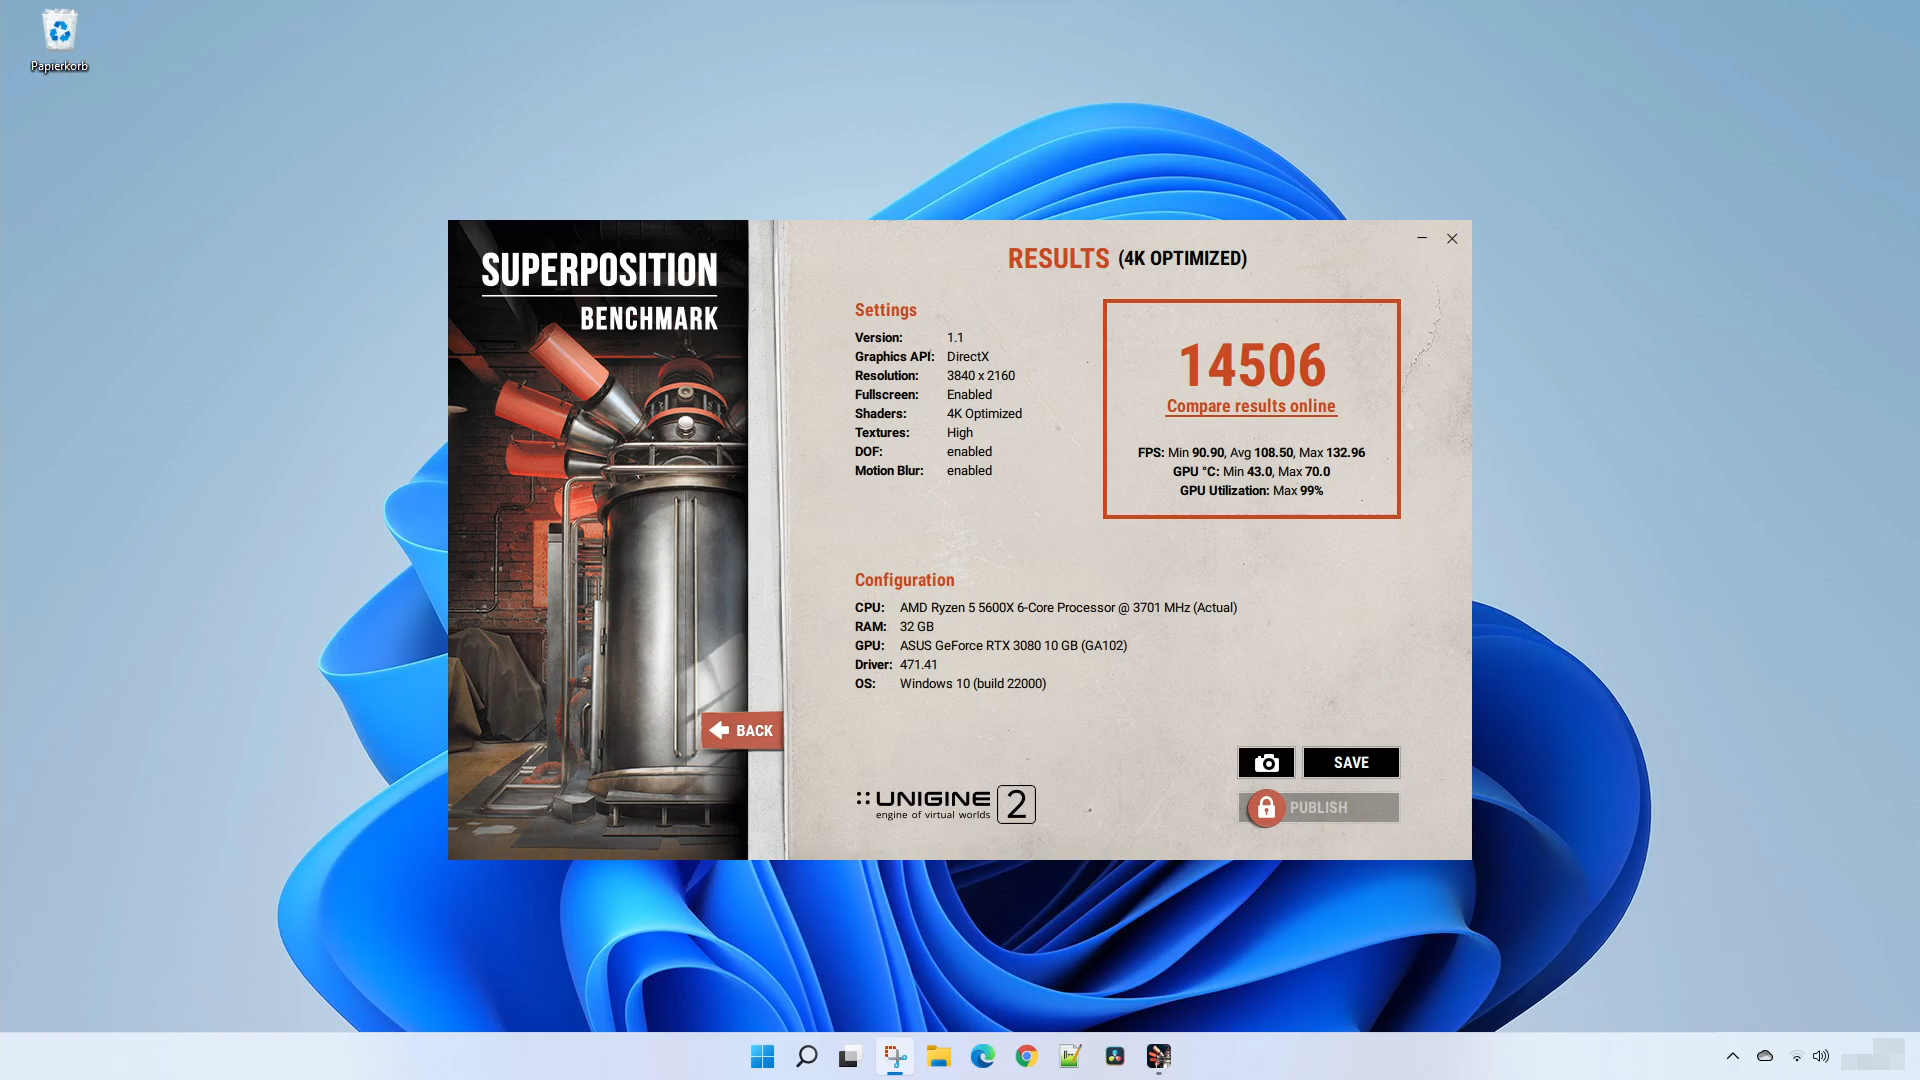 Papierkorb
SUPERPOSITION
BENCHMARK
RESULTS (4K OPTIMIZED)
Settings
Version: 1.1
Graphics API: DirectX
Resolution: 3840 x 2160
Fullscreen: Enabled
Shaders: 4K Optimized
Textures: High
DOF: enabled
Motion Blur: enabled
14506
Compare results online
FPS: Min 90.90, Avg 108.50, Max 132.96
GPU °C: Min 43.0, Max 70.0
GPU Utilization: Max 99%
Configuration
CPU: AMD Ryzen 5 5600X 6-Core Processor @ 3701 MHz (Actual)
RAM: 32 GB
GPU: ASUS GeForce RTX 3080 10 GB (GA102)
Driver: 471.41
OS: Windows 10 (build 22000)
BACK
SAVE
PUBLISH
UNIGINE 2
engine of virtual worlds